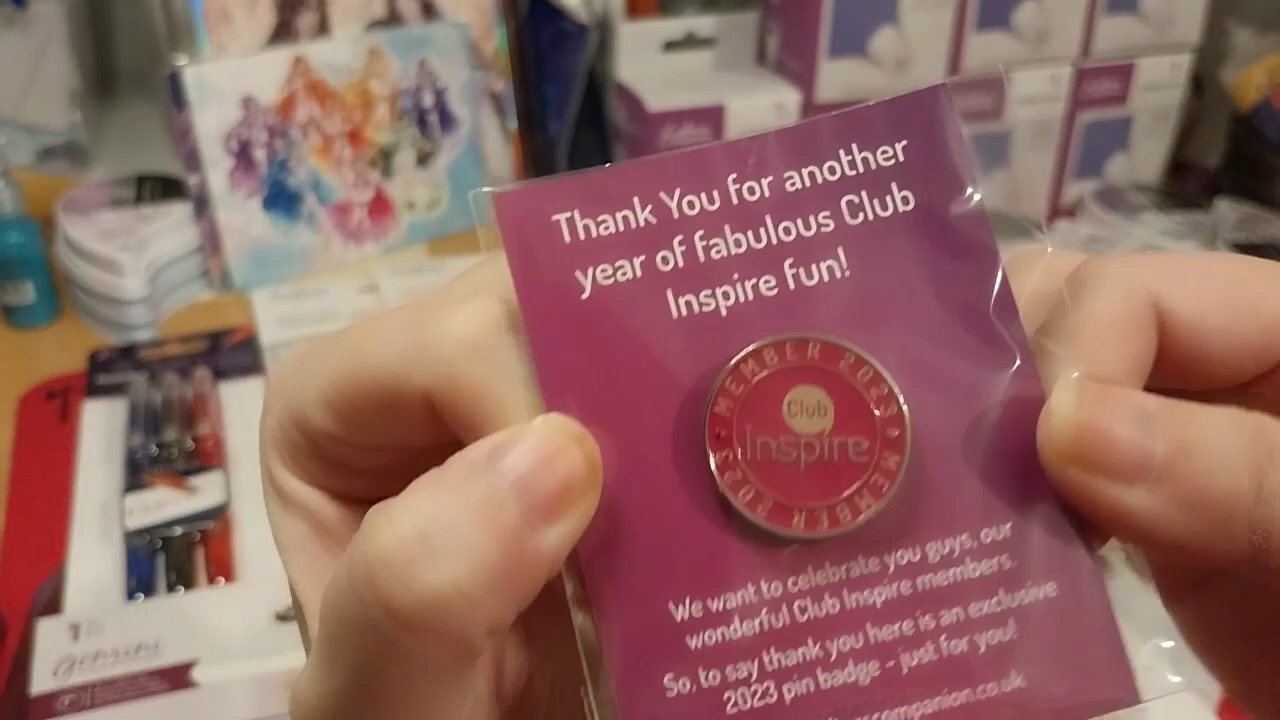 Thank You for another
year of fabulous Club
Inspire fun!
MEMBER 2023 • MEMBER 2023 •
Club
Inspire
We want to celebrate you guys, our
wonderful Club Inspire members.
So, to say thank you here is an exclusive
2023 pin badge - just for you!
companion.co.uk
gemini